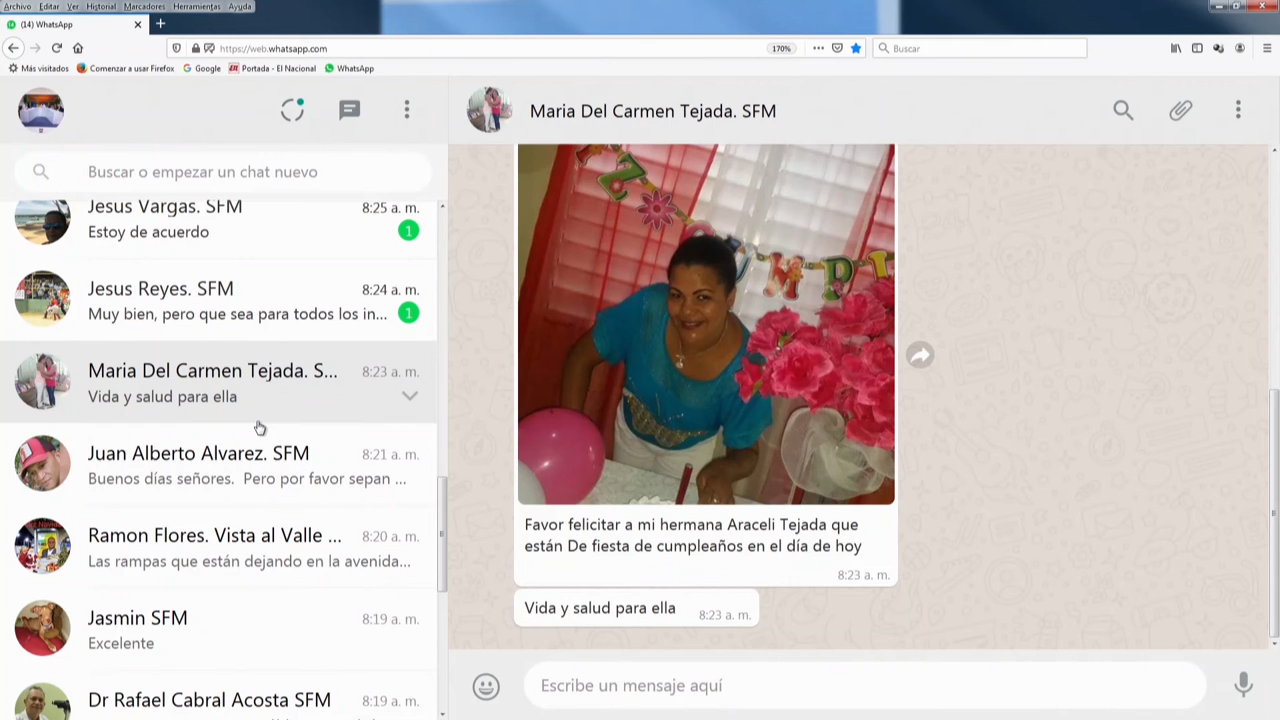 Archivo Editar Ver Historial Marcadores Herramientas Ayuda
(14) WhatsApp
https://web.whatsapp.com
170%
Buscar
Más visitados Comenzar a usar Firefox Google Portada - El Nacional WhatsApp
Maria Del Carmen Tejada. SFM
Buscar o empezar un chat nuevo
Jesus Vargas. SFM 8:25 a. m.
Estoy de acuerdo 1
Jesus Reyes. SFM 8:24 a. m.
Muy bien, pero que sea para todos los in... 1
Maria Del Carmen Tejada. S... 8:23 a. m.
Vida y salud para ella
Juan Alberto Alvarez. SFM 8:21 a. m.
Buenos días señores. Pero por favor sepan ...
Ramon Flores. Vista al Valle ... 8:20 a. m.
Las rampas que están dejando en la avenida...
Jasmin SFM 8:19 a. m.
Excelente
Dr Rafael Cabral Acosta SFM 8:19 a. m.
Favor felicitar a mi hermana Araceli Tejada que
están De fiesta de cumpleaños en el día de hoy
8:23 a. m.
Vida y salud para ella 8:23 a. m.
Escribe un mensaje aquí